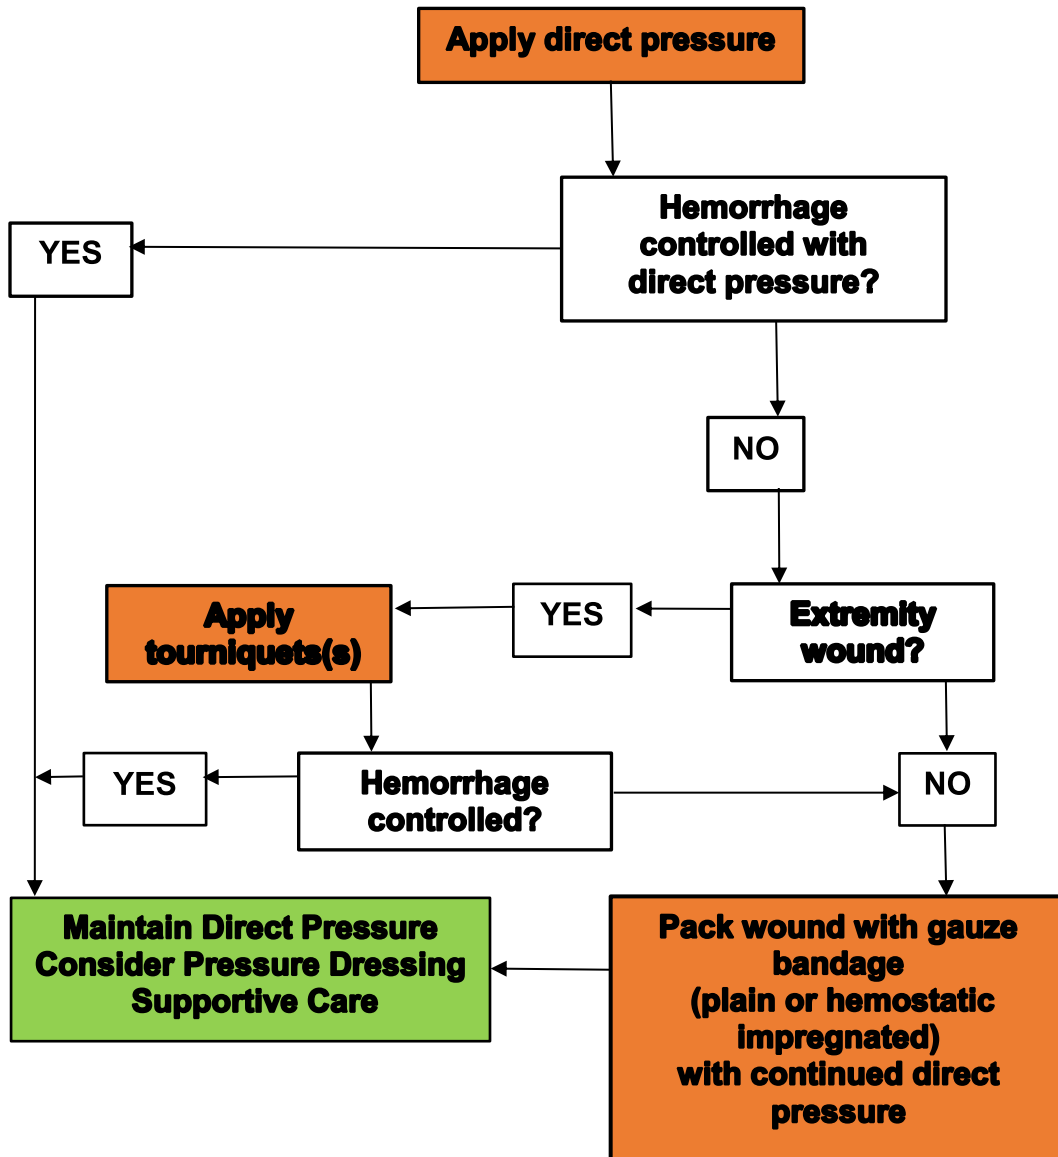 Apply direct pressure
Hemorrhage
controlled with
direct pressure?
YES
NO
Extremity
wound?
YES
Apply
tourniquets(s)
Hemorrhage
controlled?
YES
NO
Maintain Direct Pressure
Consider Pressure Dressing
Supportive Care
Pack wound with gauze
bandage
(plain or hemostatic
impregnated)
with continued direct
pressure